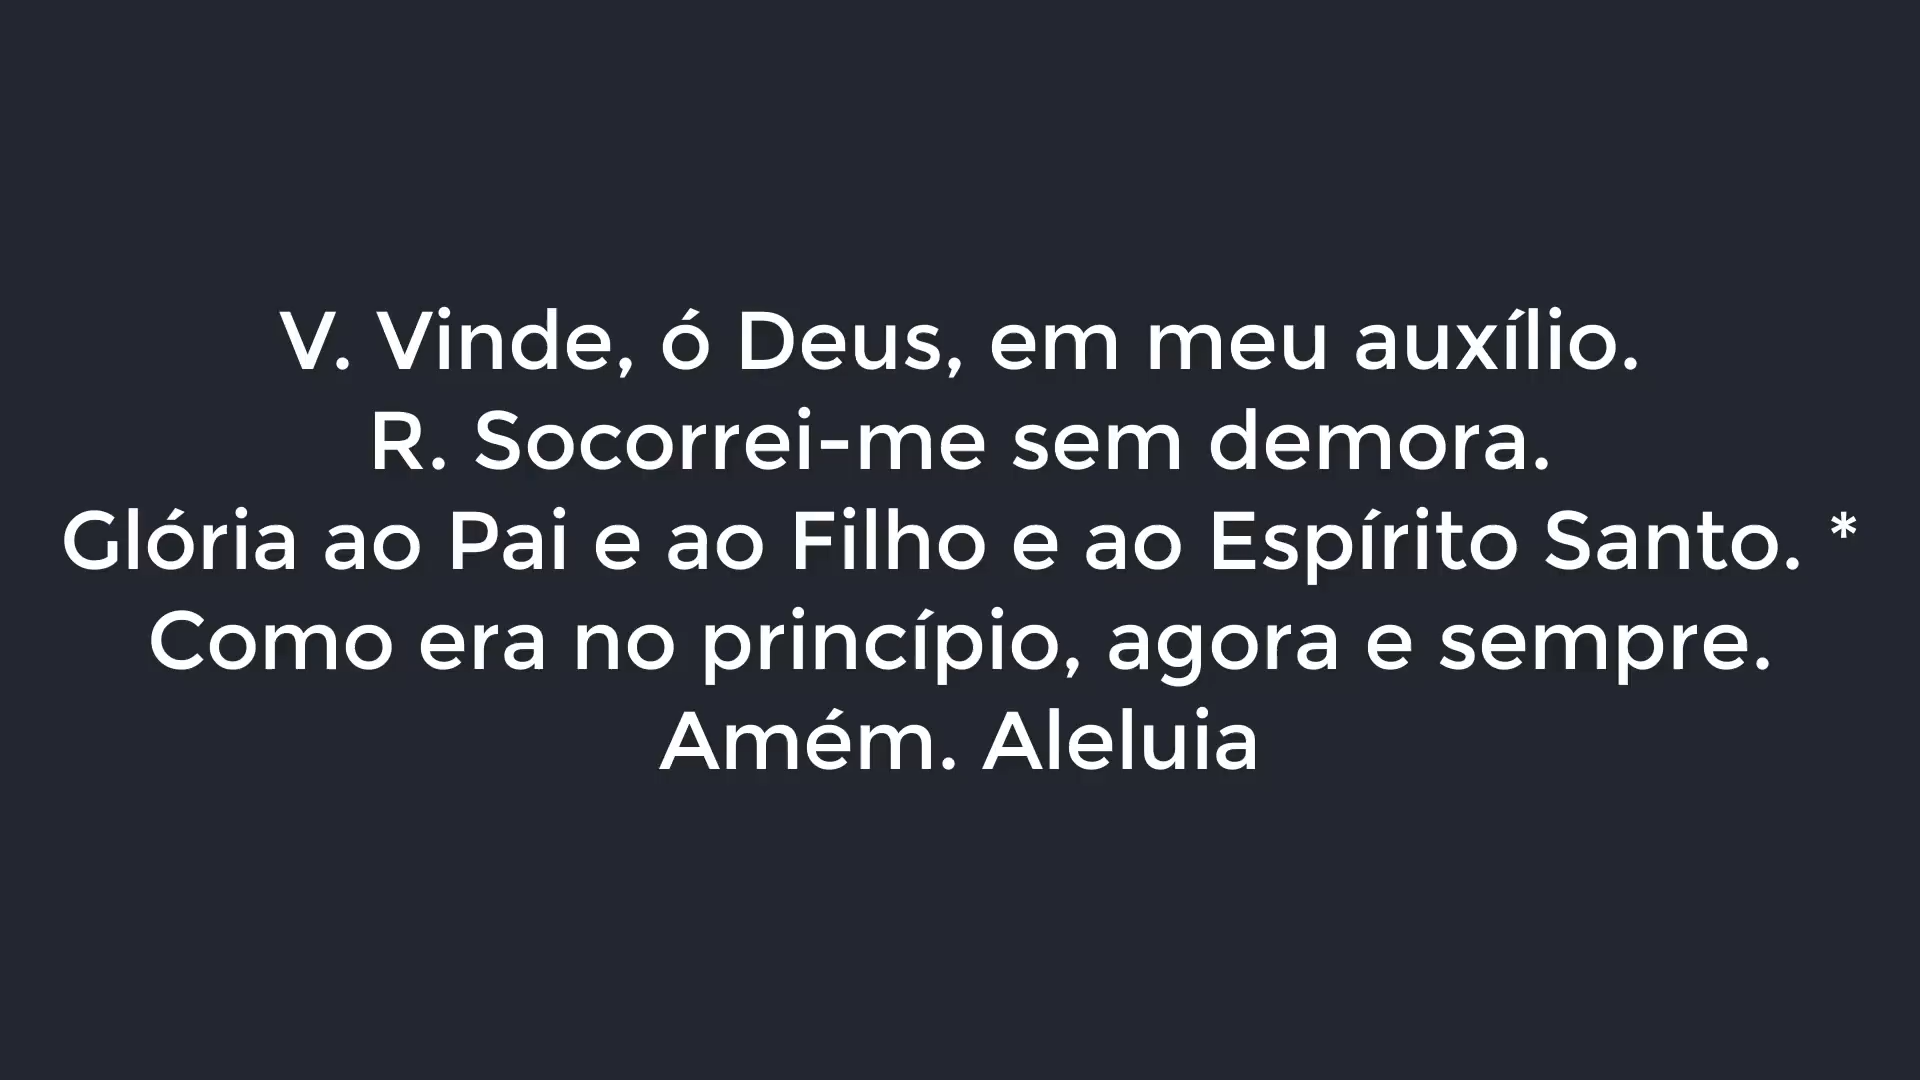 V. Vinde, ó Deus, em meu auxílio.
R. Socorrei-me sem demora.
Glória ao Pai e ao Filho e ao Espírito Santo. *
Como era no princípio, agora e sempre.
Amém. Aleluia